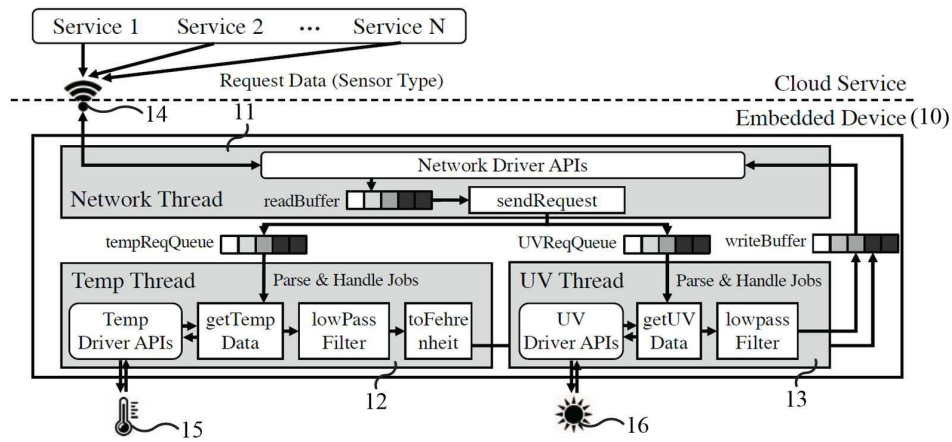 Service 1 Service 2 ... Service N
Request Data (Sensor Type)
Cloud Service
14
Embedded Device (10)
11
Network Driver APIs
Network Thread
readBuffer
sendRequest
tempReqQueue
UVReqQueue
writeBuffer
Temp Thread
Parse & Handle Jobs
UV Thread
Parse & Handle Jobs
Temp
Driver APIs
getTemp
Data
lowPass
Filter
toFehre
nheit
UV
Driver APIs
getUV
Data
lowpass
Filter
12
13
15
16